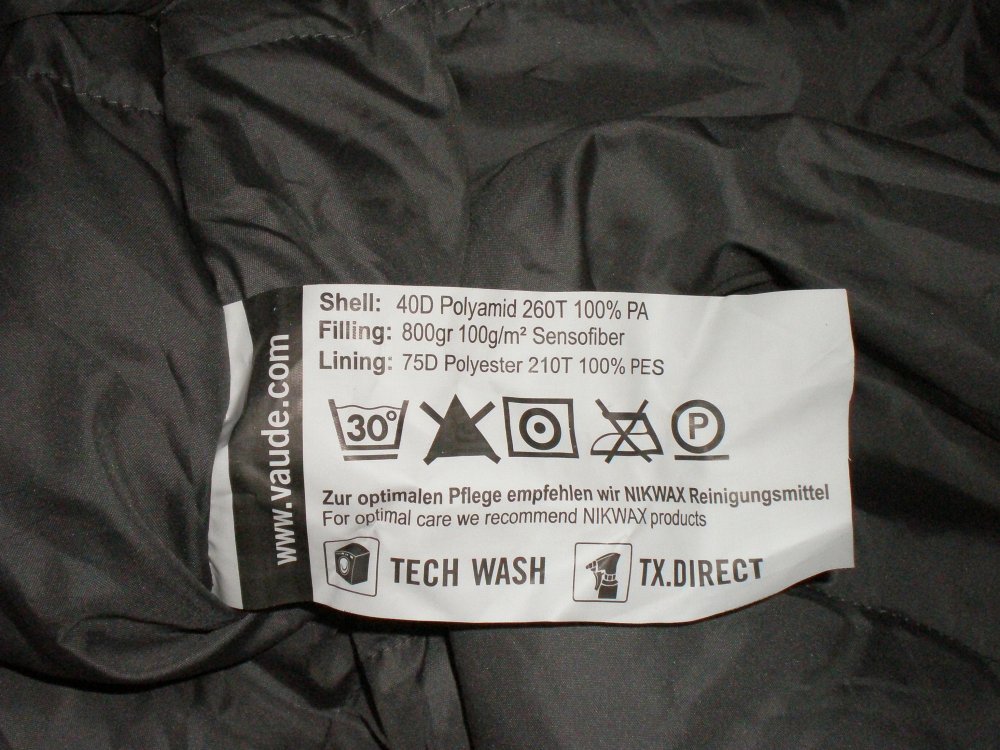 www.vaude.com
Shell: 40D Polyamid 260T 100% PA
Filling: 800gr 100g/m² Sensofiber
Lining: 75D Polyester 210T 100% PES
30°
P
Zur optimalen Pflege empfehlen wir NIKWAX Reinigungsmittel
For optimal care we recommend NIKWAX products
TECH WASH
TX.DIRECT